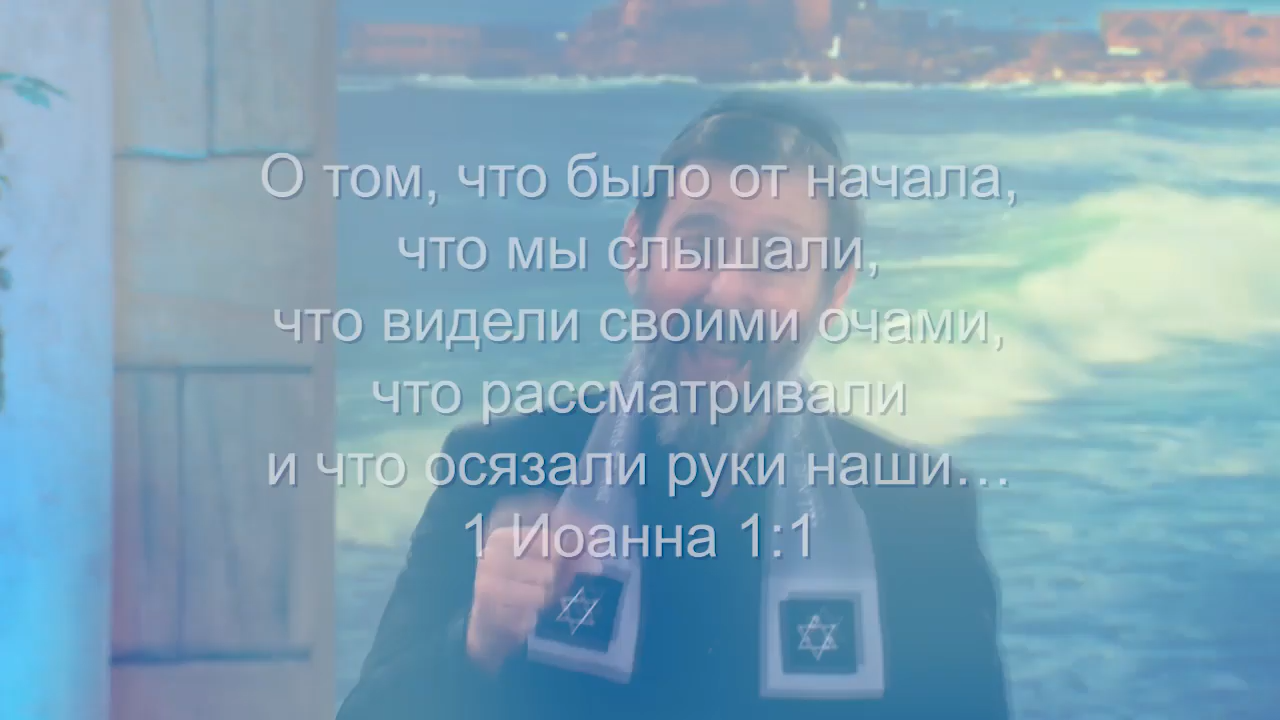 О том, что было от начала,
что мы слышали,
что видели своими очами,
что рассматривали
и что осязали руки наши…
1 Иоанна 1:1